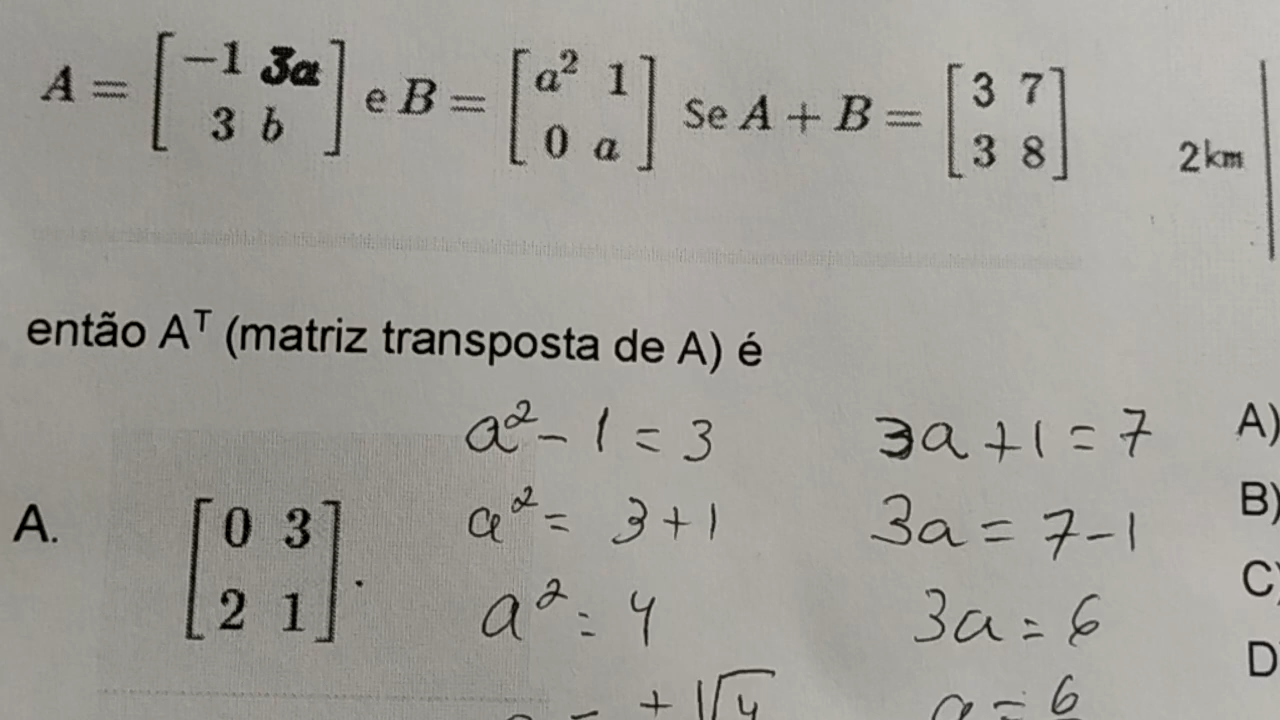 A = [ -1 3a 3 b ] e B = [ a² 1 0 a ] Se A + B = [ 3 7 3 8 ]
2 km
então Aᵀ (matriz transposta de A) é
a² - 1 = 3
3a + 1 = 7
A)
a² = 3 + 1
3a = 7 - 1
B)
A. [ 0 3 2 1 ].
a² = 4
3a = 6
C)
D
+ √4
a = 6